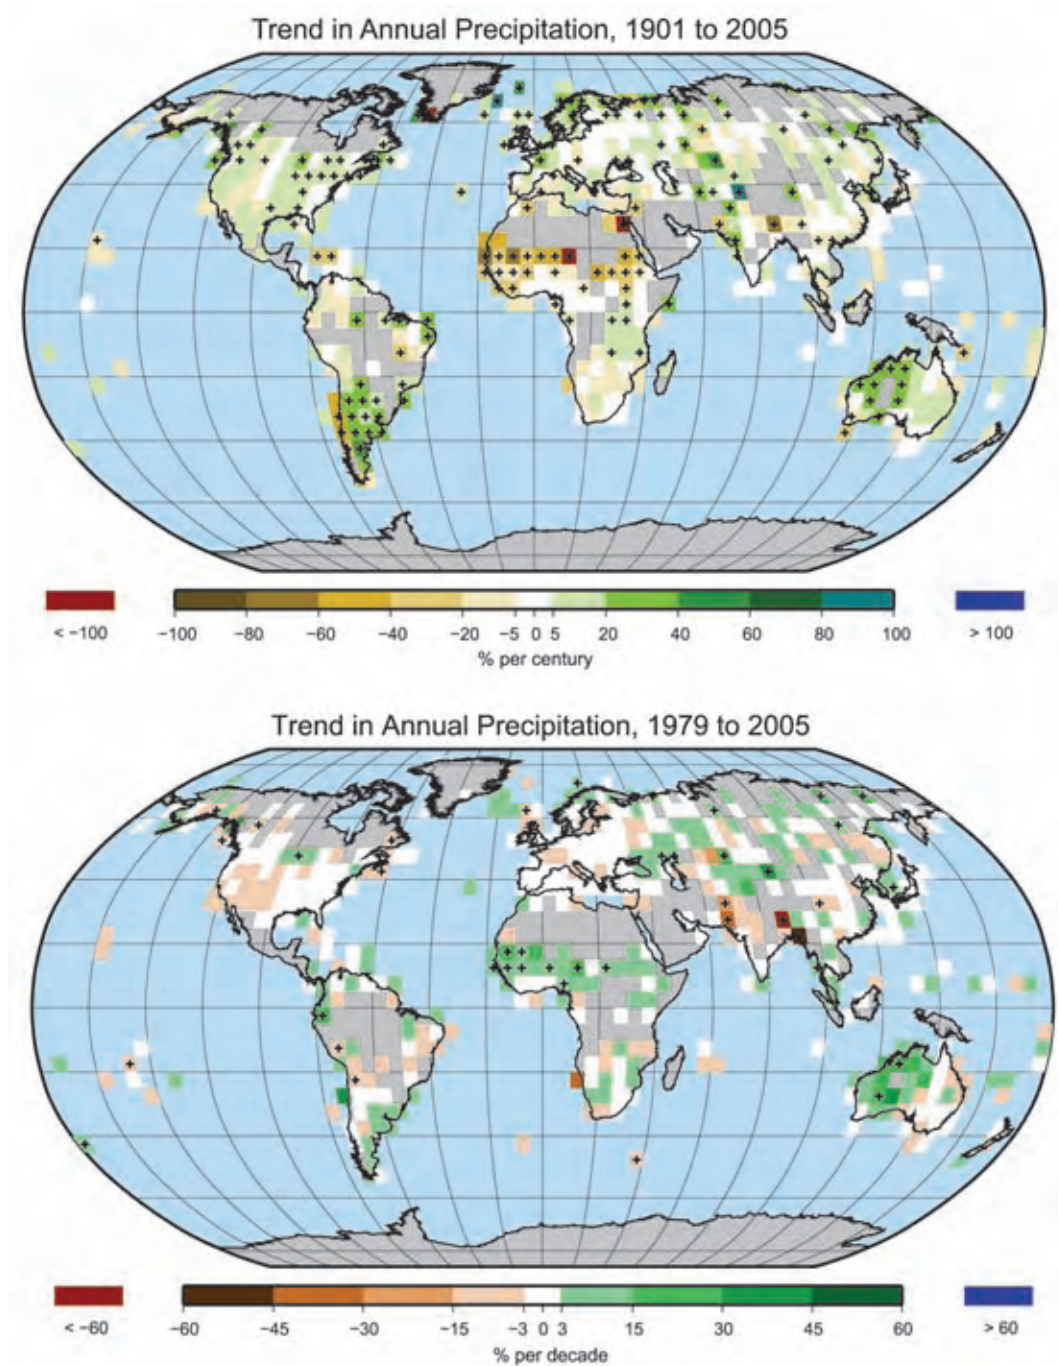 Trend in Annual Precipitation, 1901 to 2005
< −100 −100 −80 −60 −40 −20 −5 0 5 20 40 60 80 100 > 100
% per century
Trend in Annual Precipitation, 1979 to 2005
< −60 −60 −45 −30 −15 −3 0 3 15 30 45 60 > 60
% per decade